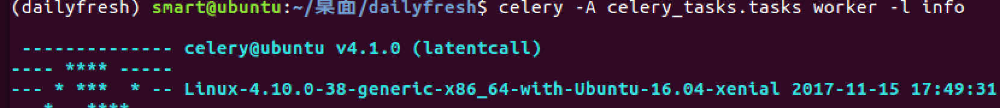 (dailyfresh) smart@ubuntu:~/桌面/dailyfresh$ celery -A celery_tasks.tasks worker -l info
-------------- celery@ubuntu v4.1.0 (latentcall)
---- **** -----
--- * ***  * -- Linux-4.10.0-38-generic-x86_64-with-Ubuntu-16.04-xenial 2017-11-15 17:49:31
* ****